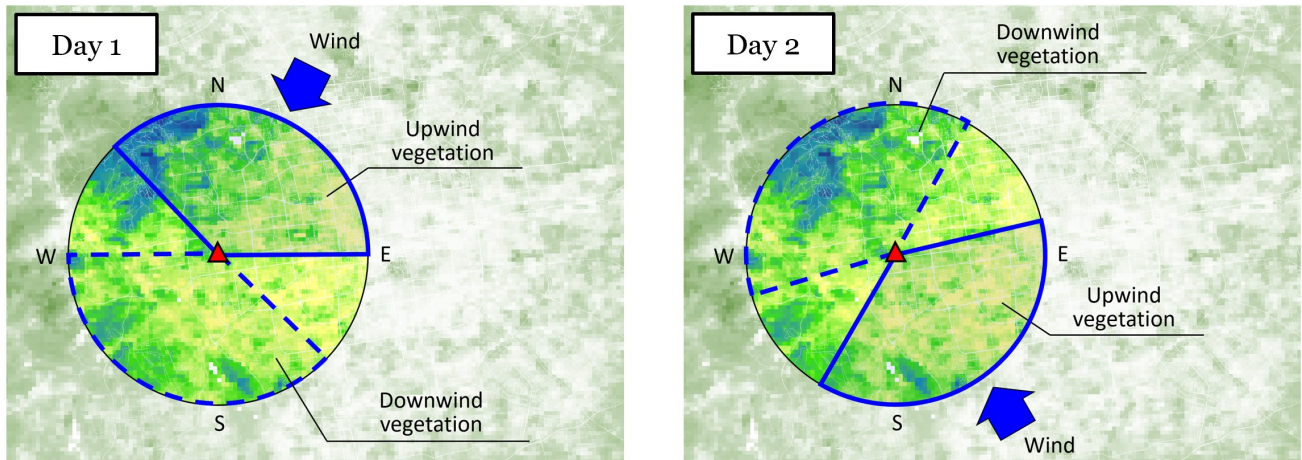 Day 1
Wind
N
Upwind
vegetation
W
E
Downwind
vegetation
S
Day 2
Downwind
vegetation
N
W
E
Upwind
vegetation
S
Wind